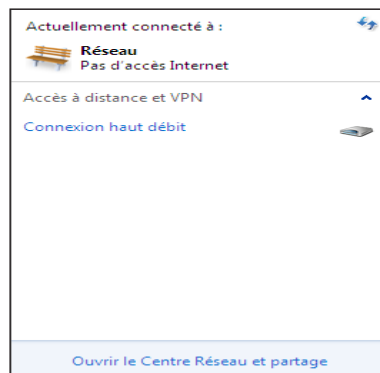 Actuellement connecté à :
Réseau
Pas d'accès Internet
Accès à distance et VPN
Connexion haut débit
Ouvrir le Centre Réseau et partage